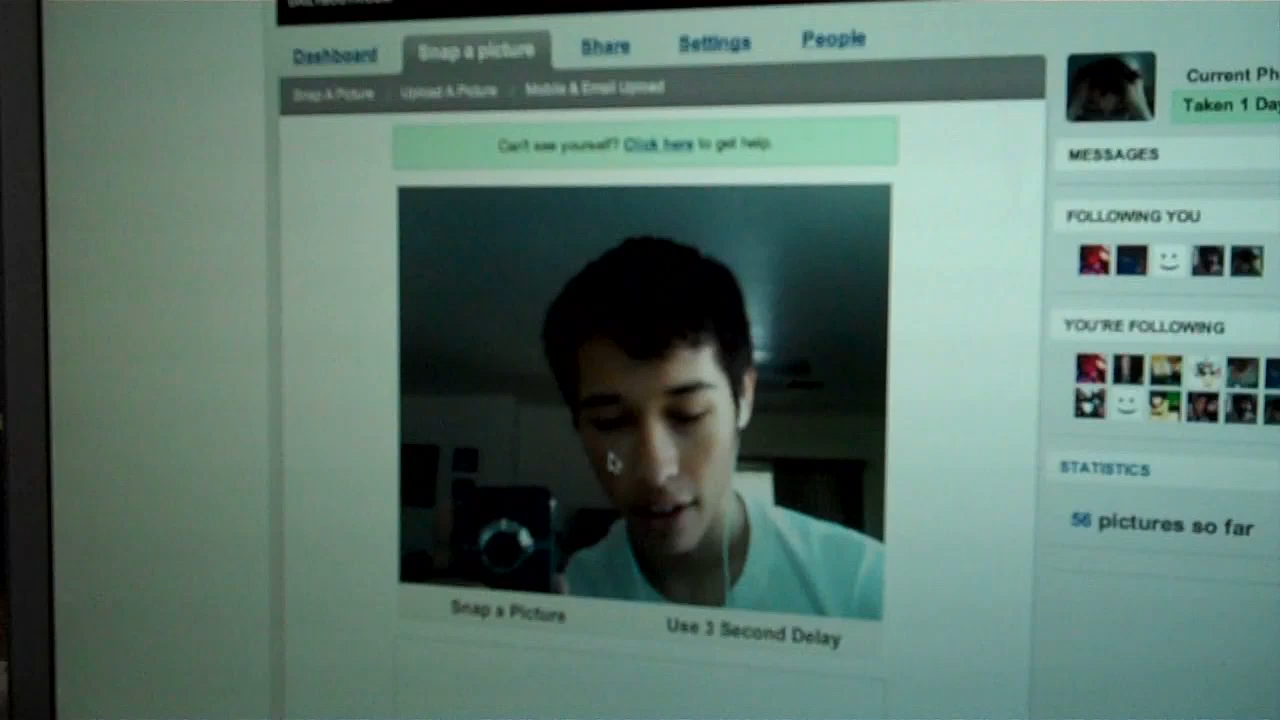 Dashboard Snap a picture Share Settings People
Snap A Picture Upload A Picture Mobile & Email Upload
Current Ph
Taken 1 Day
Can't see yourself? Click here to get help.
MESSAGES
FOLLOWING YOU
YOU'RE FOLLOWING
STATISTICS
56 pictures so far
Snap a Picture Use 3 Second Delay